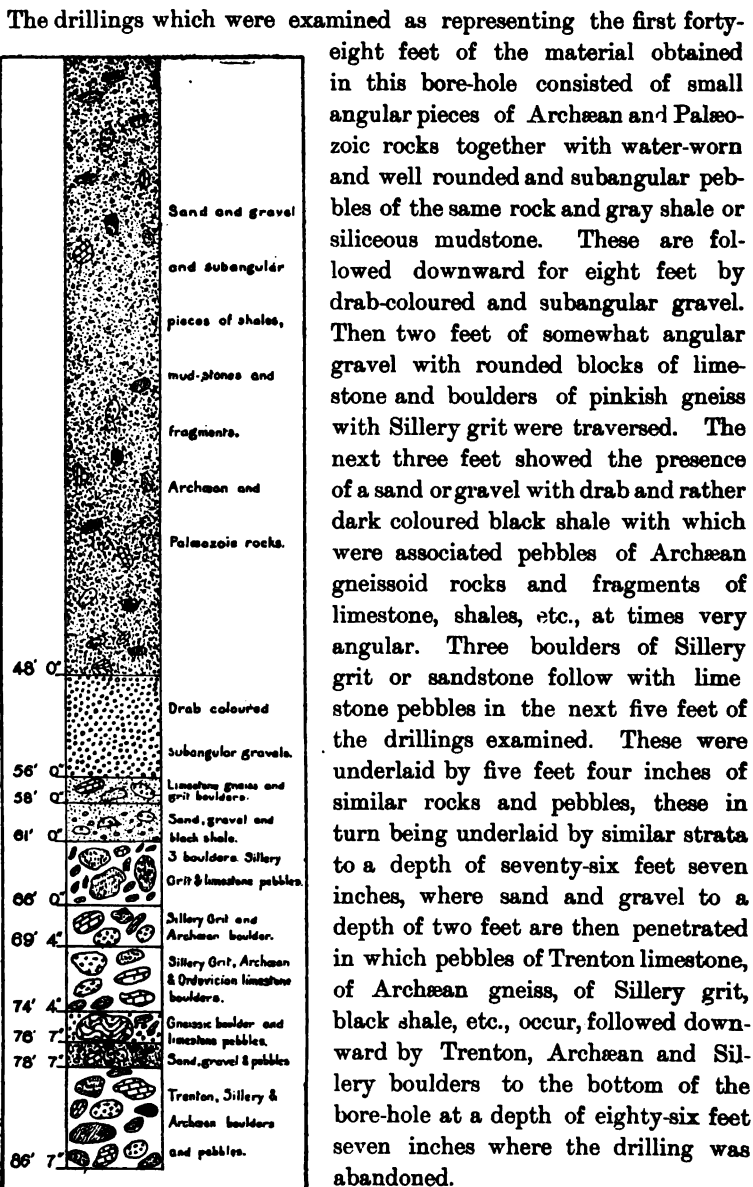 The drillings which were examined as representing the first forty-
eight feet of the material obtained
in this bore-hole consisted of small
angular pieces of Archæan and Palæo-
zoic rocks together with water-worn
and well rounded and subangular peb-
bles of the same rock and gray shale or
siliceous mudstone. These are fol-
lowed downward for eight feet by
drab-coloured and subangular gravel.
Then two feet of somewhat angular
gravel with rounded blocks of lime-
stone and boulders of pinkish gneiss
with Sillery grit were traversed. The
next three feet showed the presence
of a sand or gravel with drab and rather
dark coloured black shale with which
were associated pebbles of Archæan
gneissoid rocks and fragments of
limestone, shales, etc., at times very
angular. Three boulders of Sillery
grit or sandstone follow with lime
stone pebbles in the next five feet of
the drillings examined. These were
underlaid by five feet four inches of
similar rocks and pebbles, these in
turn being underlaid by similar strata
to a depth of seventy-six feet seven
inches, where sand and gravel to a
depth of two feet are then penetrated
in which pebbles of Trenton limestone,
of Archæan gneiss, of Sillery grit,
black shale, etc., occur, followed down-
ward by Trenton, Archæan and Sil-
lery boulders to the bottom of the
bore-hole at a depth of eighty-six feet
seven inches where the drilling was
abandoned.
Sand and gravel
and subangular
pieces of shales,
mud-stones and
fragments.
Archæan and
Palæozoic rocks.
48' 0"
Drab coloured
subangular gravels.
56' 0"
Limestone gneiss and
grit boulders.
58' 0"
Sand, gravel and
black shale.
61' 0"
3 boulders Sillery
Grit & limestone pebbles.
66' 0"
Sillery Grit and
Archæan boulder.
69' 4"
Sillery Grit, Archæan
& Ordovician limestone
boulders.
74' 4"
Gneissic boulder and
limestone pebbles.
76' 7"
Sand, gravel & pebbles
78' 7"
Trenton, Sillery &
Archæan boulders
and pebbles.
86' 7"